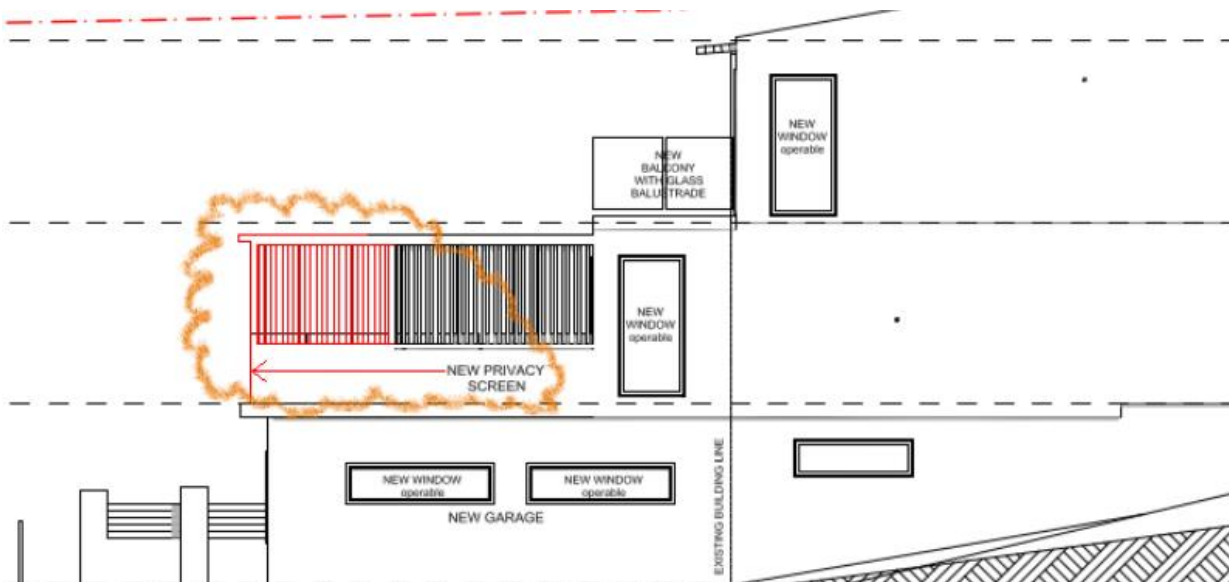 NEW
WINDOW
operable
NEW
BALCONY
WITH GLASS
BALUSTRADE
NEW
WINDOW
operable
NEW PRIVACY
SCREEN
NEW WINDOW
operable
NEW WINDOW
operable
NEW GARAGE
EXISTING BUILDING LINE